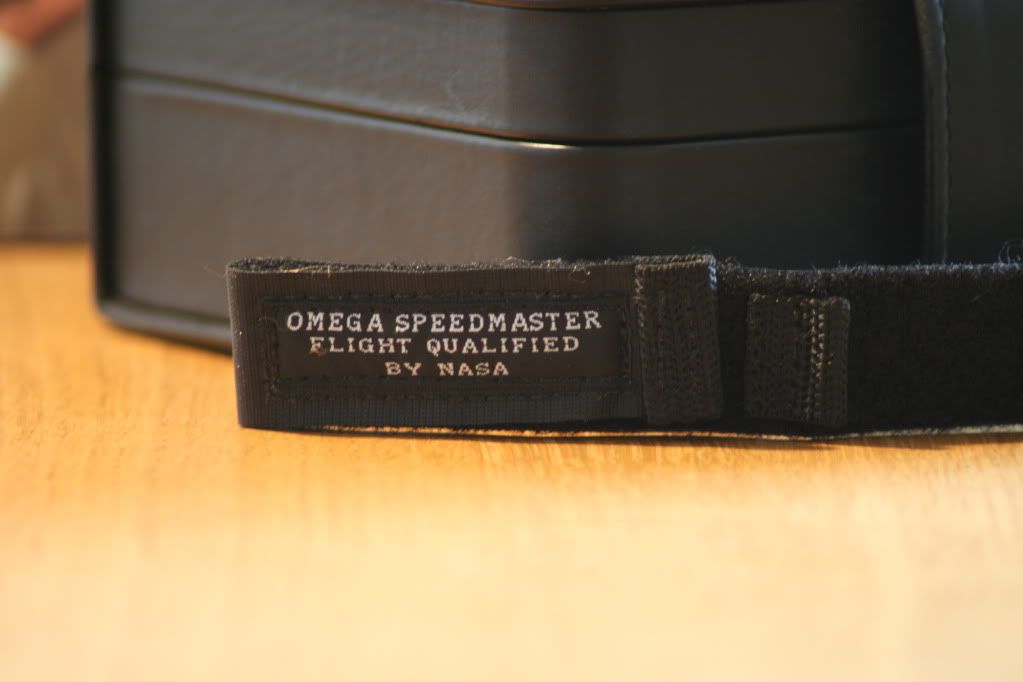 OMEGA SPEEDMASTER
FLIGHT QUALIFIED
BY NASA